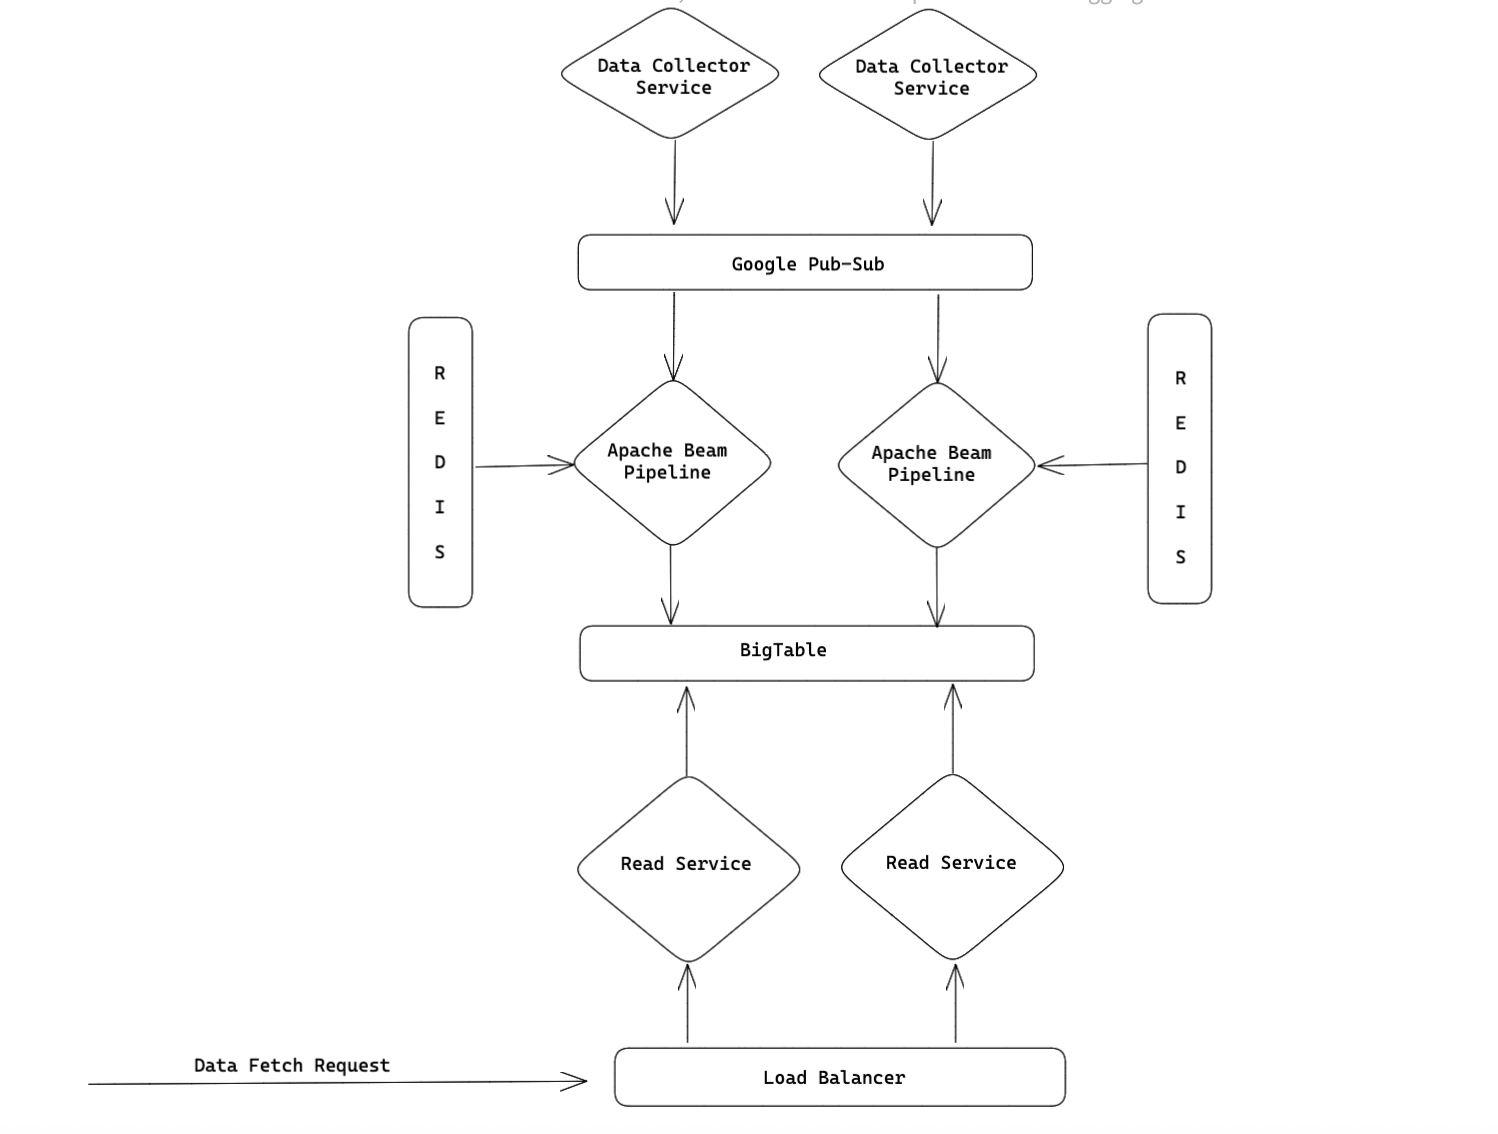 Data Collector
Service
Data Collector
Service
Google Pub-Sub
R
E
D
I
S
Apache Beam
Pipeline
Apache Beam
Pipeline
R
E
D
I
S
BigTable
Read Service
Read Service
Data Fetch Request
Load Balancer